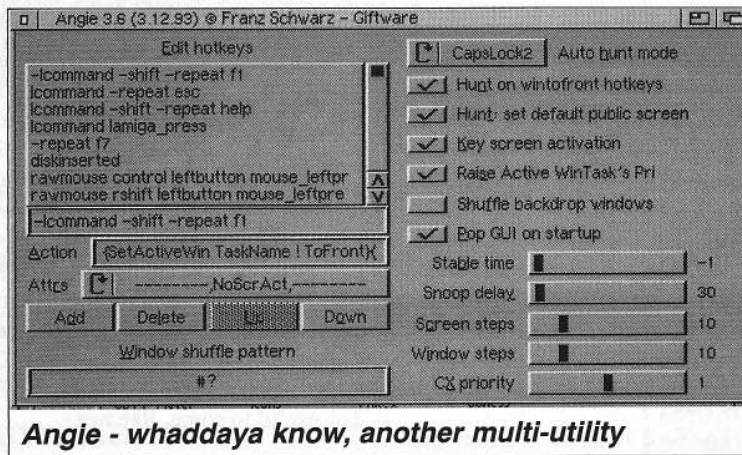 Angie 3.6 (3.12.93) © Franz Schwarz - Giftware
Edit hotkeys
-lcommand -shift -repeat f1
lcommand -repeat esc
lcommand -shift -repeat help
lcommand lamiga_press
-repeat f7
diskinserted
rawmouse control leftbutton mouse_leftpr
rawmouse rshift leftbutton mouse_leftpre
-lcommand -shift -repeat f1
Action {SetActiveWin TaskName ! ToFront}{
Attrs --------,NoScrAct,--------
Add Delete Up Down
Window shuffle pattern
#?
CapsLock2 Auto hunt mode
Hunt on wintofront hotkeys
Hunt: set default public screen
Key screen activation
Raise Active WinTask's Pri
Shuffle backdrop windows
Pop GUI on startup
Stable time -1
Snoop delay 30
Screen steps 10
Window steps 10
CX priority 1
Angie - whaddaya know, another multi-utility